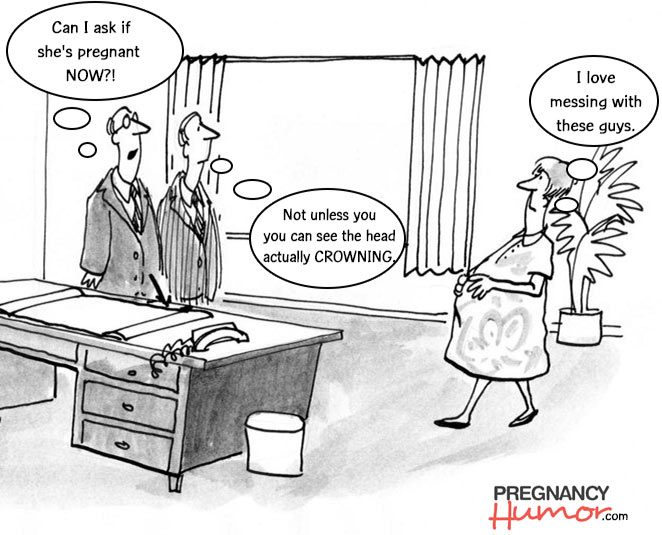 Can I ask if
she's pregnant
NOW?!
I love
messing with
these guys.
Not unless you
you can see the head
actually CROWNING.
PREGNANCY
Humor.com